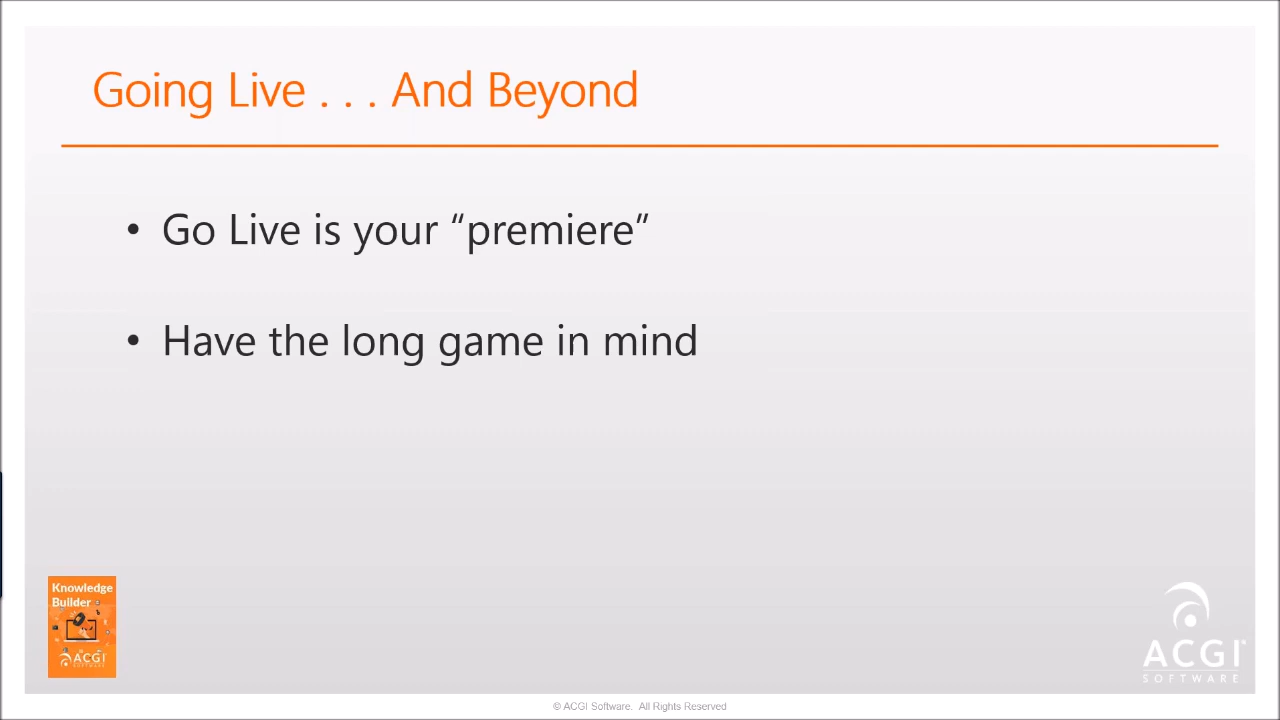 Going Live . . . And Beyond
• Go Live is your “premiere”
• Have the long game in mind
Knowledge
Builder
ACGI
SOFTWARE
ACGI
SOFTWARE
© ACGI Software. All Rights Reserved